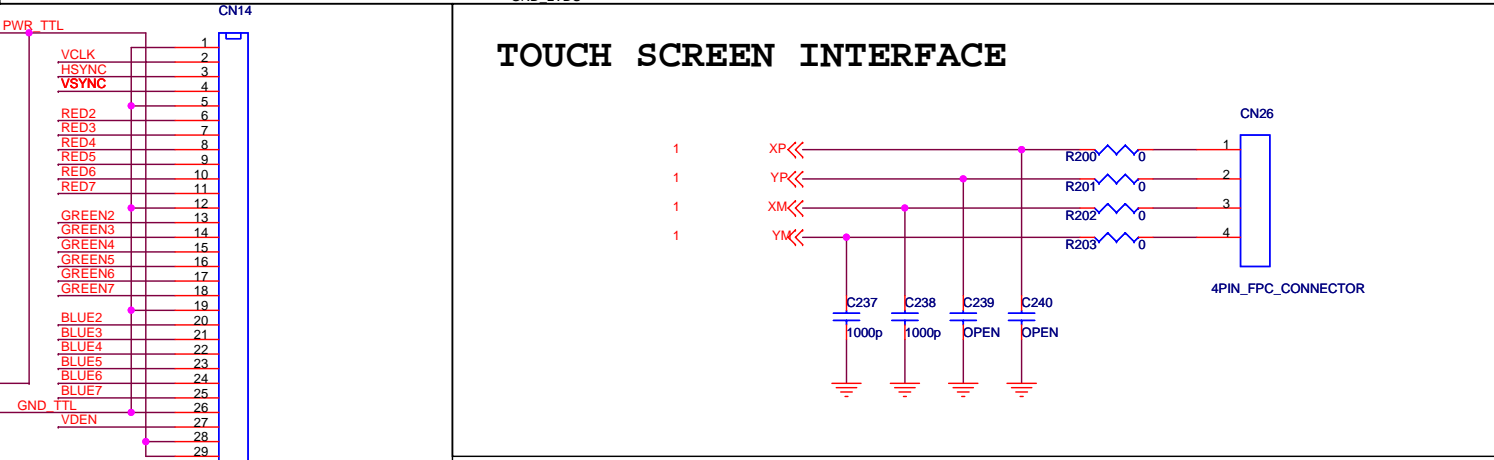 CN14
PWR_TTL
1
VCLK 2
HSYNC 3
VSYNC 4
5
RED2 6
RED3 7
RED4 8
RED5 9
RED6 10
RED7 11
12
GREEN2 13
GREEN3 14
GREEN4 15
GREEN5 16
GREEN6 17
GREEN7 18
19
BLUE2 20
BLUE3 21
BLUE4 22
BLUE5 23
BLUE6 24
BLUE7 25
GND_TTL 26
VDEN 27
28
29
TOUCH SCREEN INTERFACE
CN26
1 XP R200 0 1
1 YP R201 0 2
1 XM R202 0 3
1 YM R203 0 4
4PIN_FPC_CONNECTOR
C237 C238 C239 C240
1000p 1000p OPEN OPEN